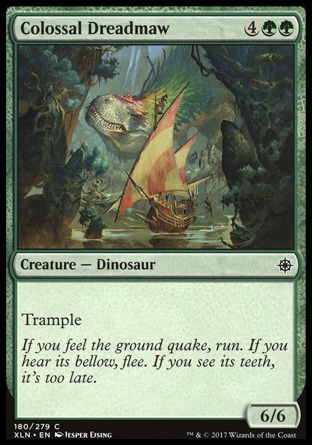 Colossal Dreadmaw 4
Creature — Dinosaur
Trample
If you feel the ground quake, run. If you
hear its bellow, flee. If you see its teeth,
it's too late.
6/6
180/279 C
XLN • EN Jesper Eising
™ & © 2017 Wizards of the Coast